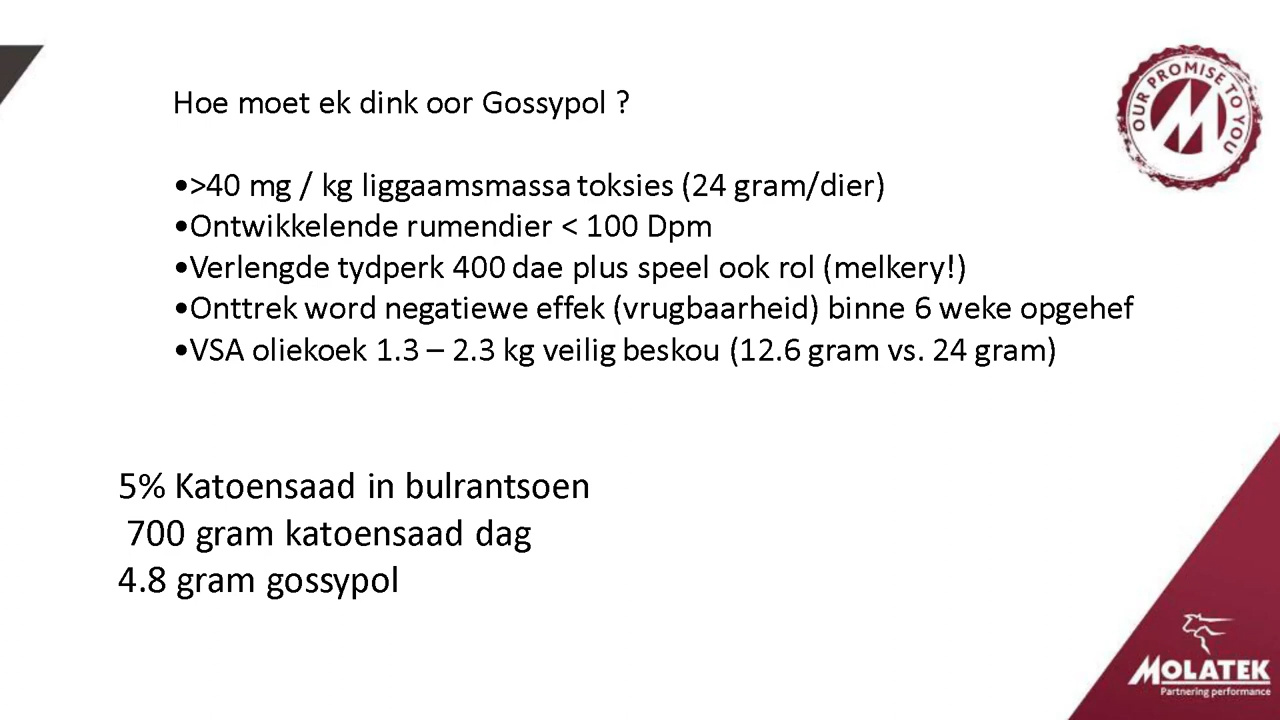 Hoe moet ek dink oor Gossypol ?
•>40 mg / kg liggaamsmassa toksies (24 gram/dier)
•Ontwikkelende rumendier < 100 Dpm
•Verlengde tydperk 400 dae plus speel ook rol (melkery!)
•Onttrek word negatiewe effek (vrugbaarheid) binne 6 weke opgehef
•VSA oliekoek 1.3 – 2.3 kg veilig beskou (12.6 gram vs. 24 gram)
5% Katoensaad in bulrantsoen
700 gram katoensaad dag
4.8 gram gossypol
OUR PROMISE TO YOU
MOLATEK
Partnering performance